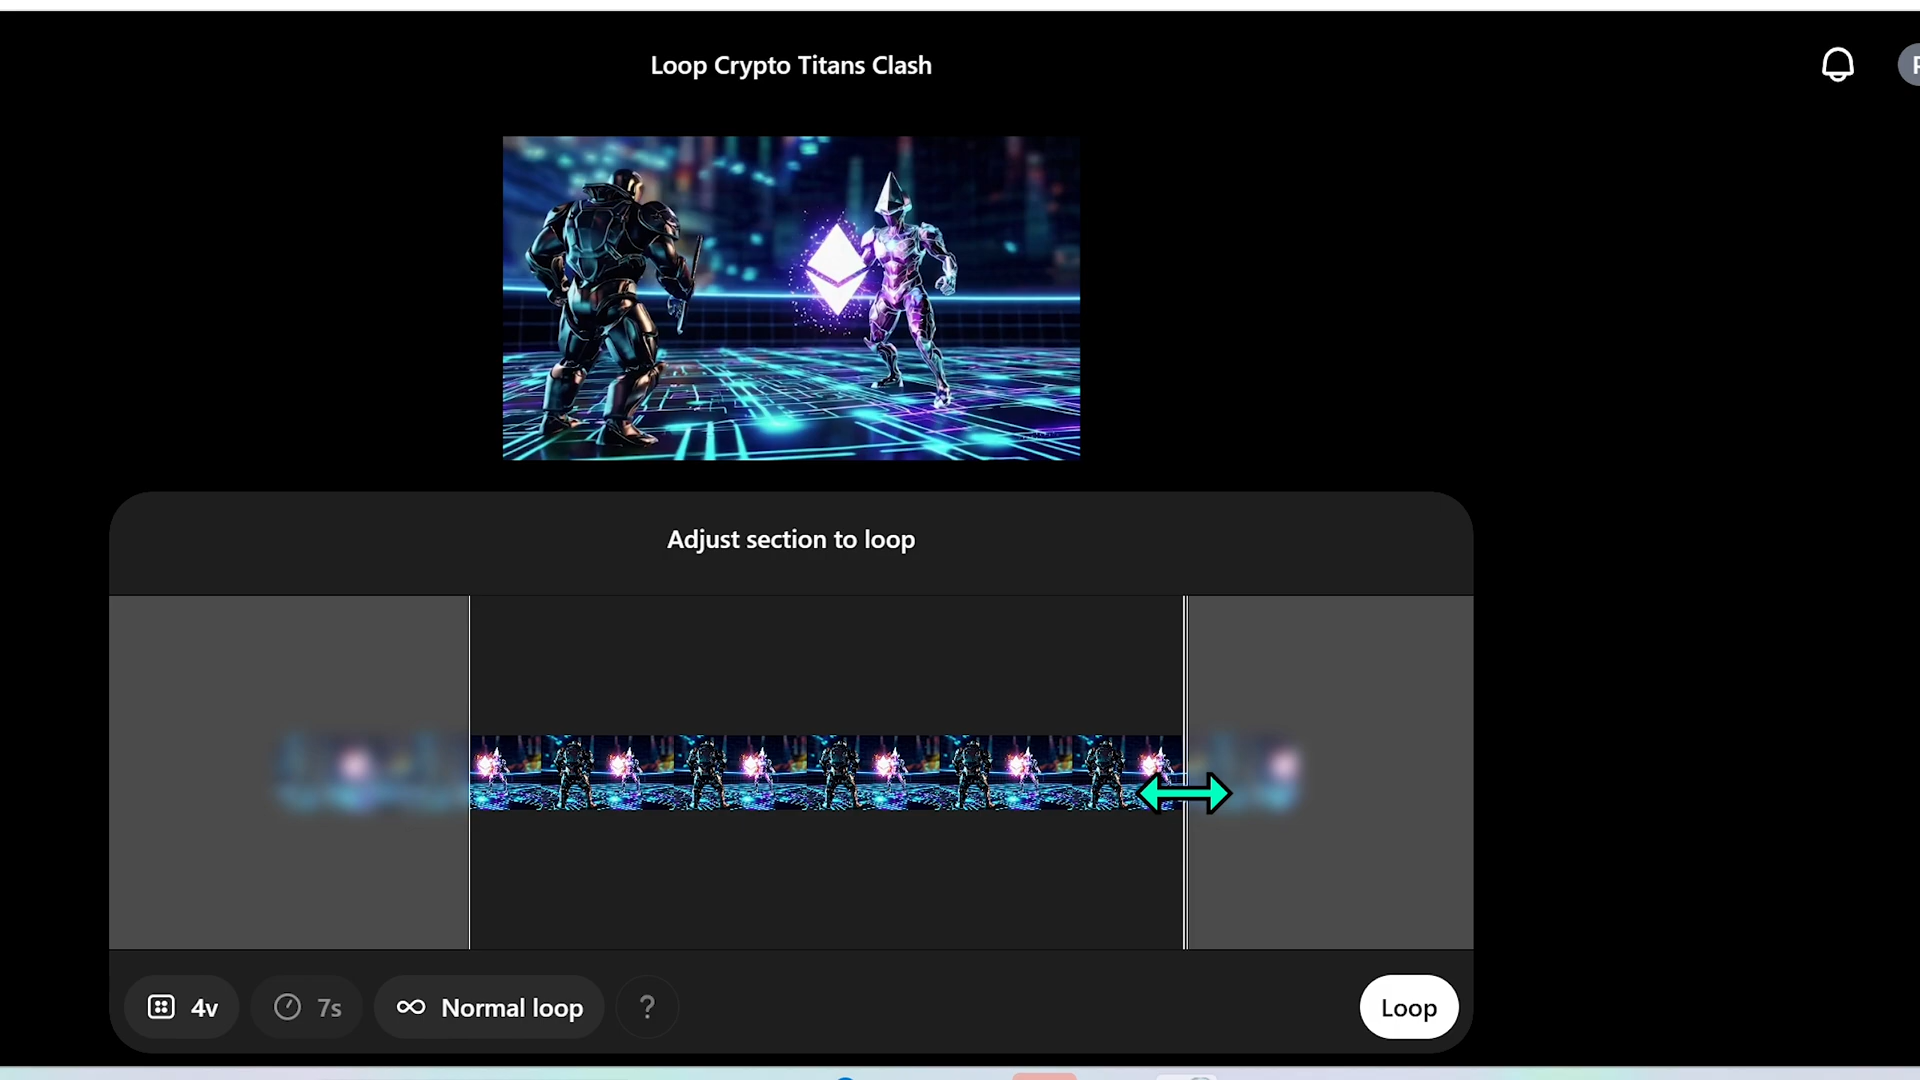 Loop Crypto Titans Clash
Adjust section to loop
4v
7s
Normal loop
?
Loop